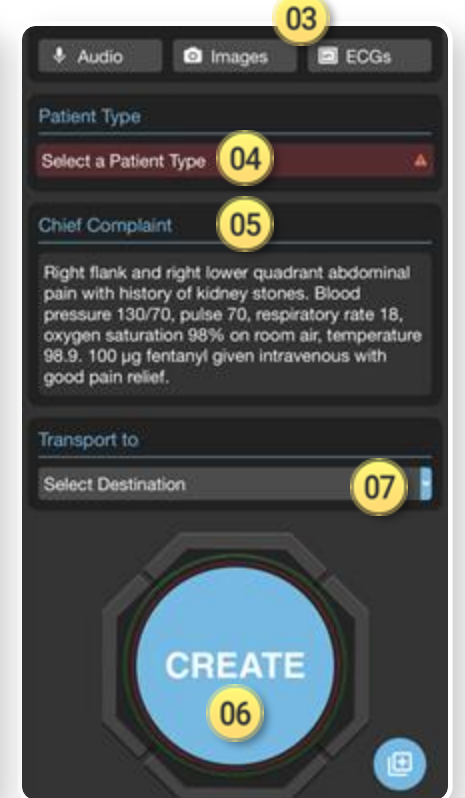 03
Audio Images ECGs
Patient Type
Select a Patient Type 04
Chief Complaint 05
Right flank and right lower quadrant abdominal
pain with history of kidney stones. Blood
pressure 130/70, pulse 70, respiratory rate 18,
oxygen saturation 98% on room air, temperature
98.9. 100 µg fentanyl given intravenous with
good pain relief.
Transport to
Select Destination 07
CREATE
06